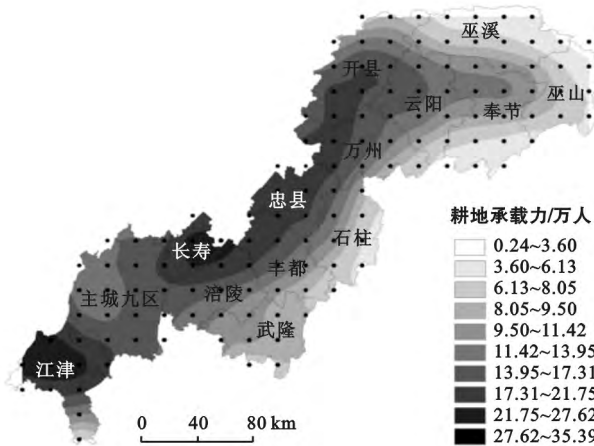 巫溪
开县
云阳
奉节
巫山
万州
忠县
石柱
长寿
丰都
涪陵
主城九区
武隆
江津
0 40 80 km
耕地承载力/万人
0.24~3.60
3.60~6.13
6.13~8.05
8.05~9.50
9.50~11.42
11.42~13.95
13.95~17.31
17.31~21.75
21.75~27.62
27.62~35.39